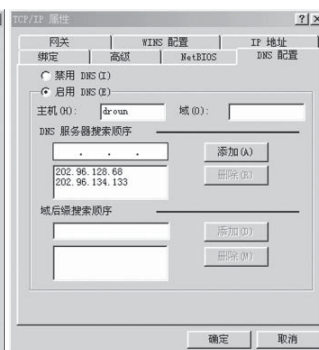 TCP/IP 属性
网关 WINS 配置 IP 地址
绑定 高级 NetBIOS DNS 配置
禁用 DNS(I)
启用 DNS(E)
主机(H): droun 域(O):
DNS 服务器搜索顺序
. . . 添加(A)
202.96.128.68 删除(R)
202.96.134.133
域后缀搜索顺序
添加(D)
删除(M)
确定 取消